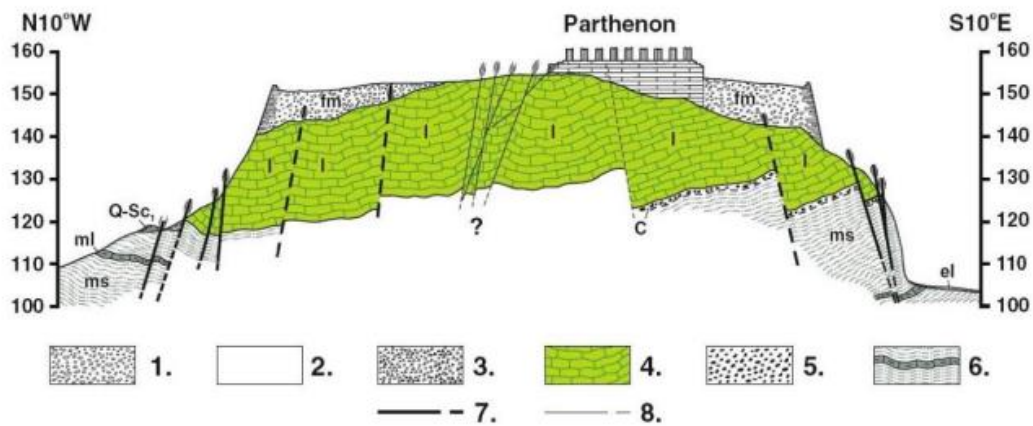 N10°W Parthenon S10°E
160 160
150 fm fm 150
140 l l l l l l 140
130 130
120 Q-Sc₁ ? C 120
110 ml ms ms el 110
100 100
1. 2. 3. 4. 5. 6.
7. 8.